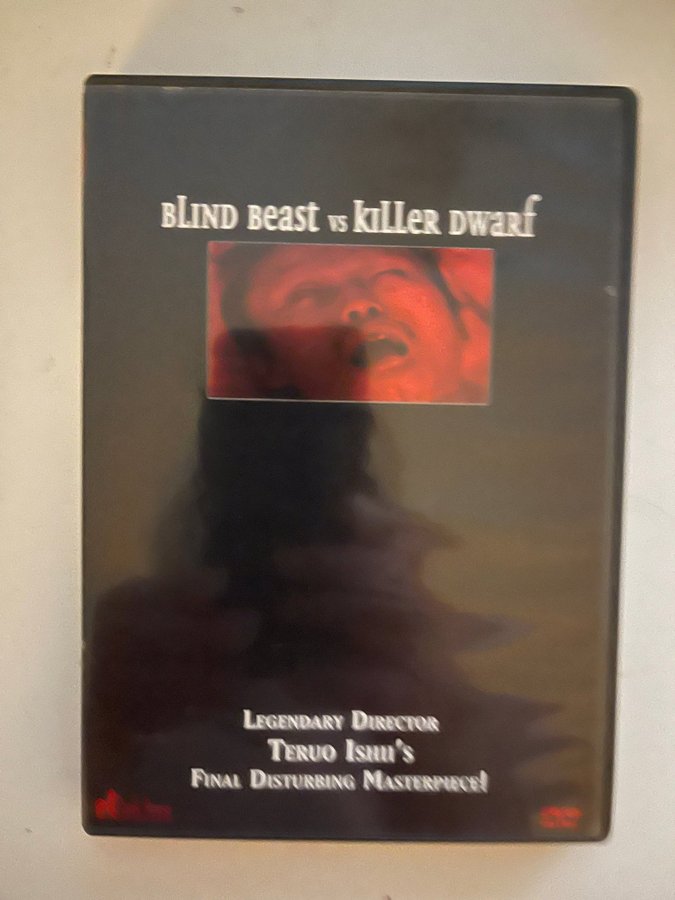 BLIND Beast vs kiLLer Dwarf
Legendary Director
Teruo Ishii's
Final Disturbing Masterpiece!
DVD